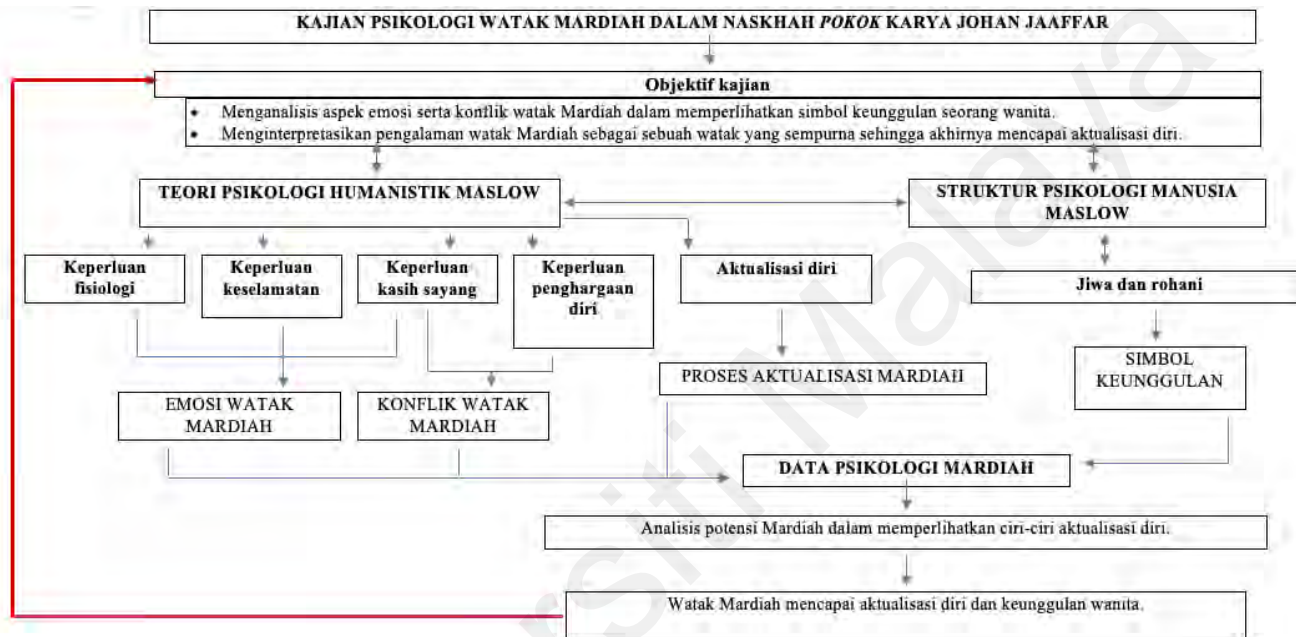 KAJIAN PSIKOLOGI WATAK MARDIAH DALAM NASKHAH POKOK KARYA JOHAN JAAFFAR
Objektif kajian
• Menganalisis aspek emosi serta konflik watak Mardiah dalam memperlihatkan simbol keunggulan seorang wanita.
• Menginterpretasikan pengalaman watak Mardiah sebagai sebuah watak yang sempurna sehingga akhirnya mencapai aktualisasi diri.
TEORI PSIKOLOGI HUMANISTIK MASLOW
STRUKTUR PSIKOLOGI MANUSIA
MASLOW
Keperluan
fisiologi
Keperluan
keselamatan
Keperluan
kasih sayang
Keperluan
penghargaan
diri
Aktualisasi diri
Jiwa dan rohani
EMOSI WATAK
MARDIAH
KONFLIK WATAK
MARDIAH
PROSES AKTUALISASI MARDIAH
SIMBOL
KEUNGGULAN
DATA PSIKOLOGI MARDIAH
Analisis potensi Mardiah dalam memperlihatkan ciri-ciri aktualisasi diri.
Watak Mardiah mencapai aktualisasi diri dan keunggulan wanita.
siti Malaya